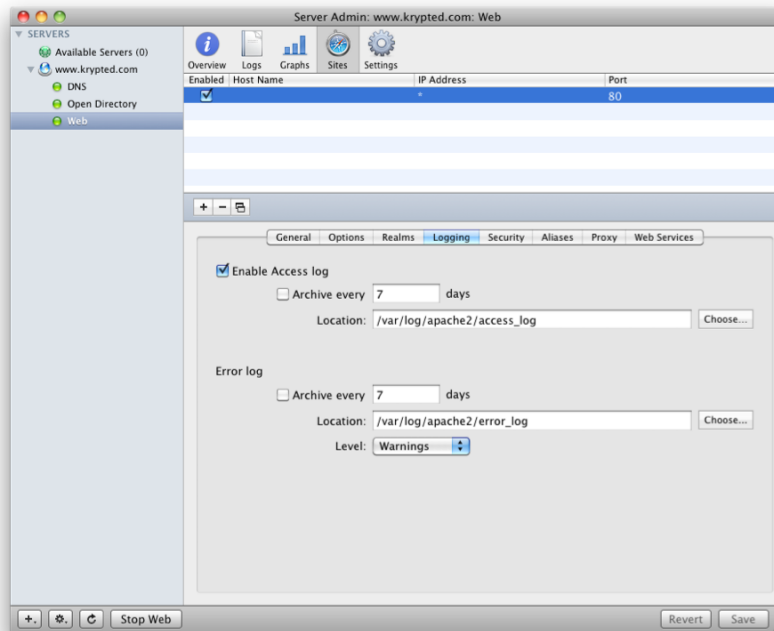 Server Admin: www.krypted.com: Web
SERVERS
Available Servers (0)
www.krypted.com
DNS
Open Directory
Web
Overview Logs Graphs Sites Settings
Enabled Host Name IP Address Port
* 80
General Options Realms Logging Security Aliases Proxy Web Services
Enable Access log
Archive every 7 days
Location: /var/log/apache2/access_log Choose...
Error log
Archive every 7 days
Location: /var/log/apache2/error_log Choose...
Level: Warnings
Stop Web Revert Save